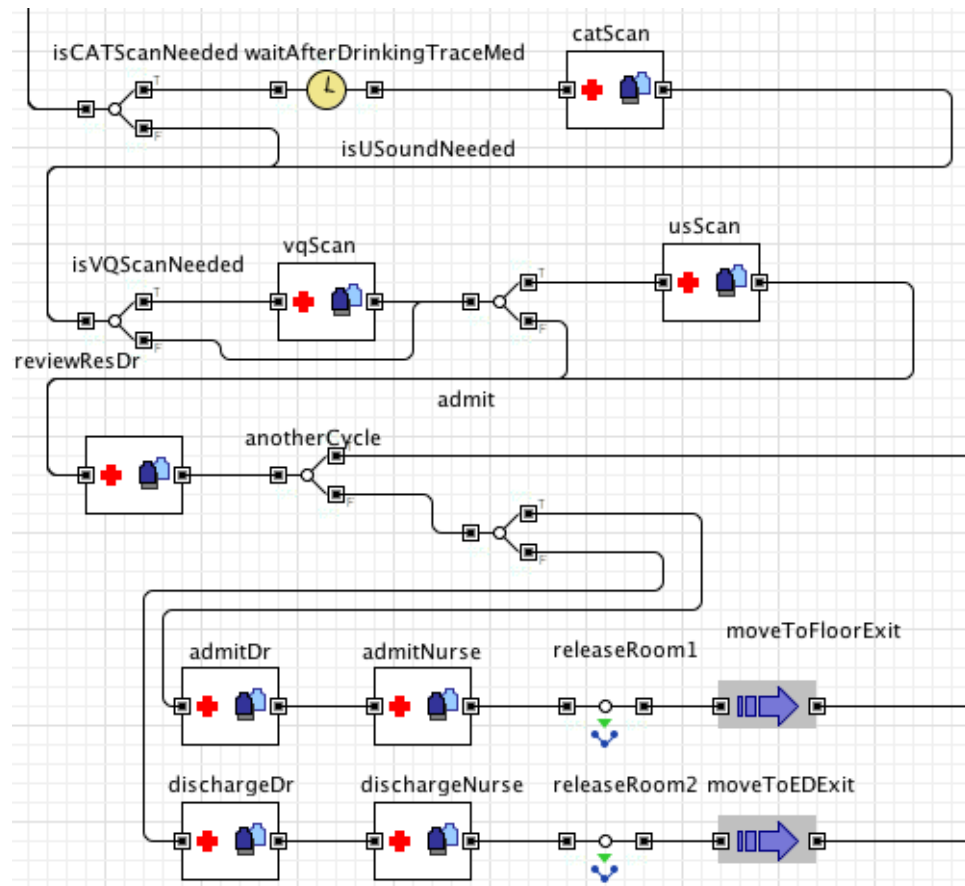 catScan
isCATScanNeeded waitAfterDrinkingTraceMed
T
F
isUSoundNeeded
usScan
vqScan
isVQScanNeeded
T
T
F
F
reviewResDr
admit
anotherCycle
T
F
T
F
moveToFloorExit
admitDr admitNurse releaseRoom1
dischargeDr dischargeNurse releaseRoom2 moveToEDExit